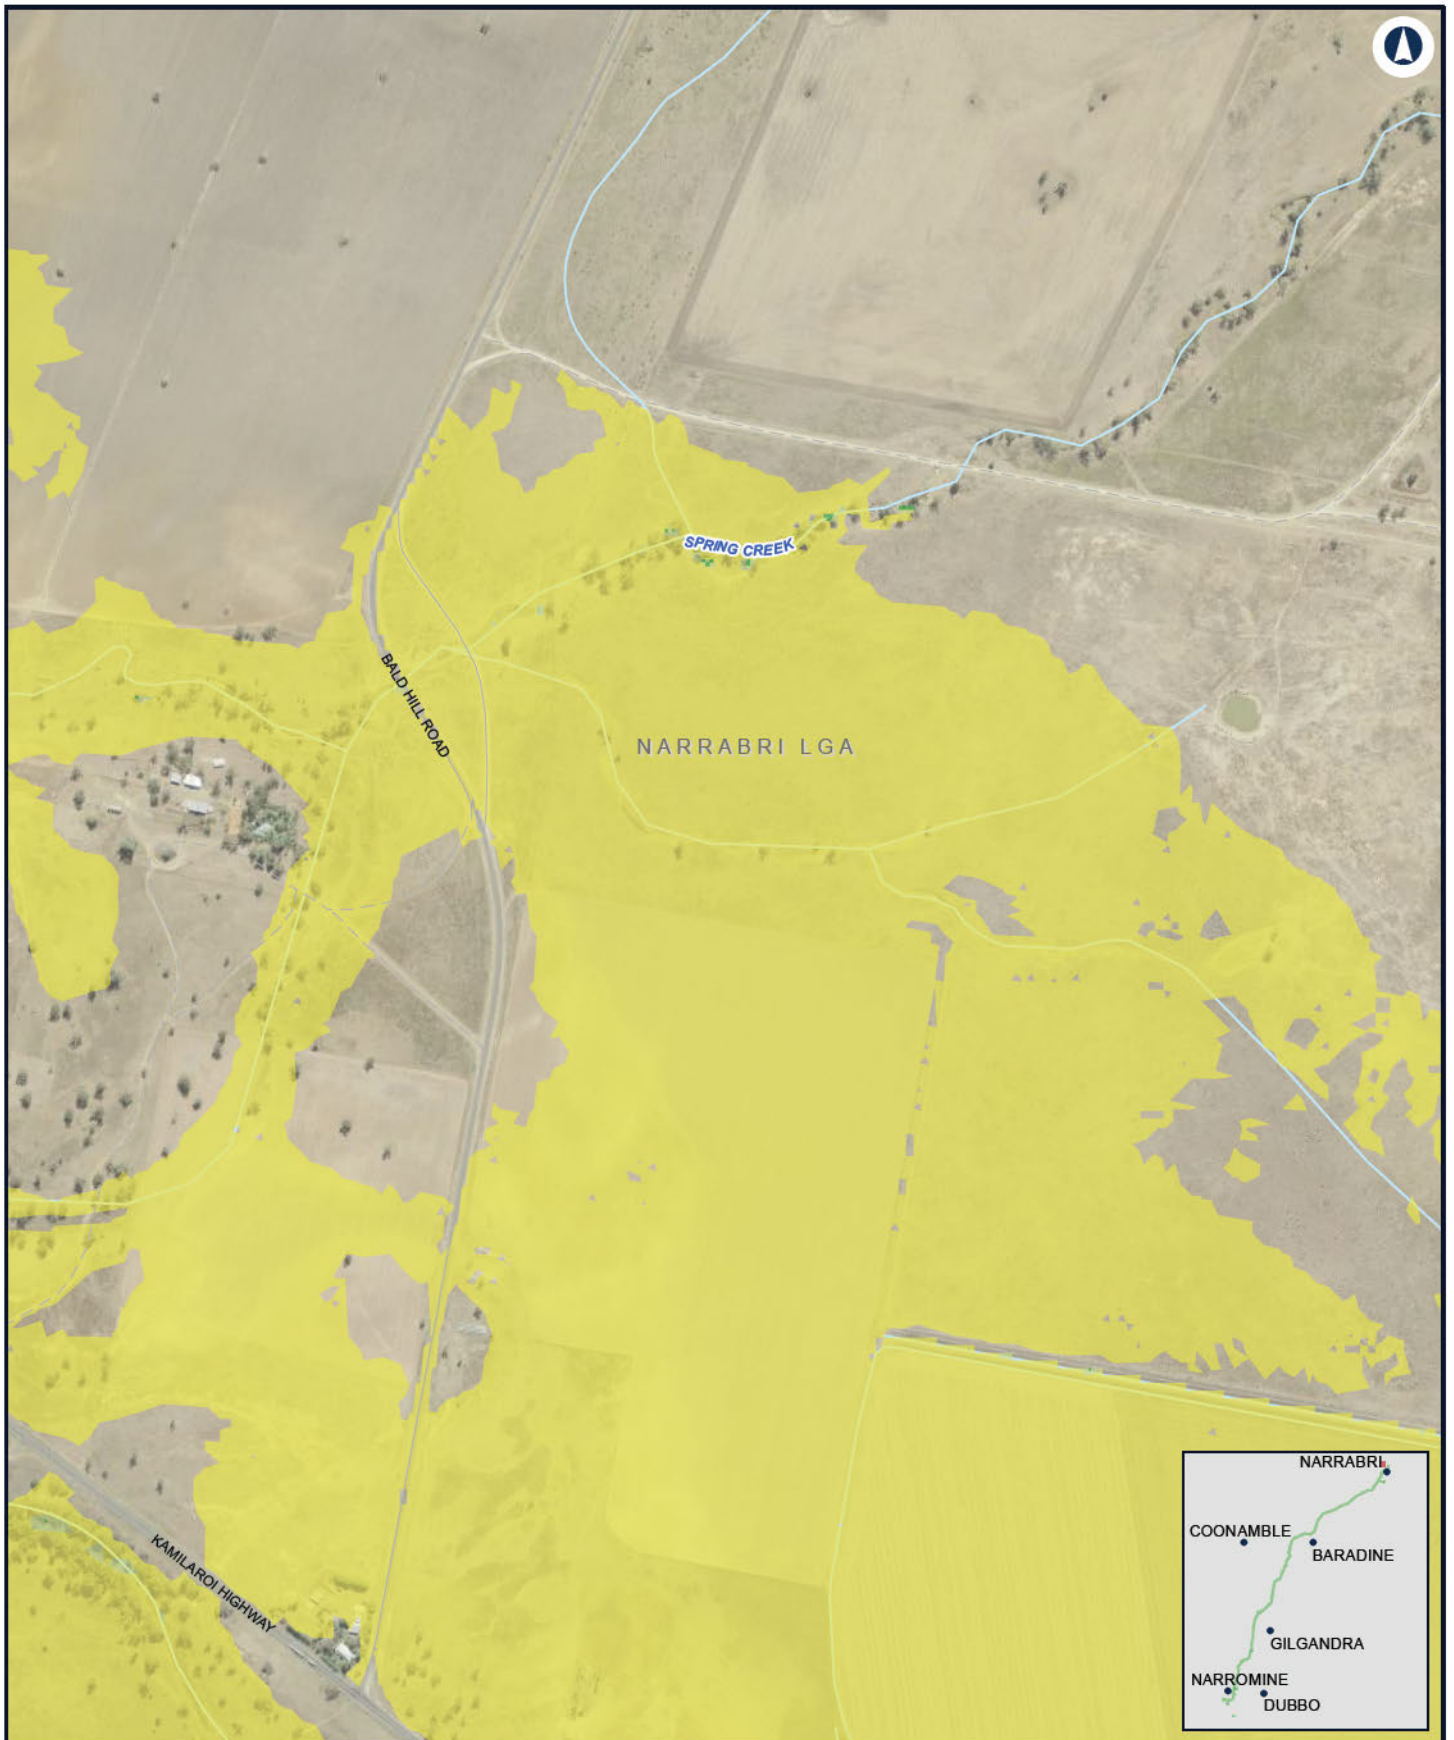 SPRING CREEK
BALD HILL ROAD
NARRABRI LGA
KAMILAROI HIGHWAY
NARRABRI
COONAMBLE
BARADINE
GILGANDRA
NARROMINE
DUBBO